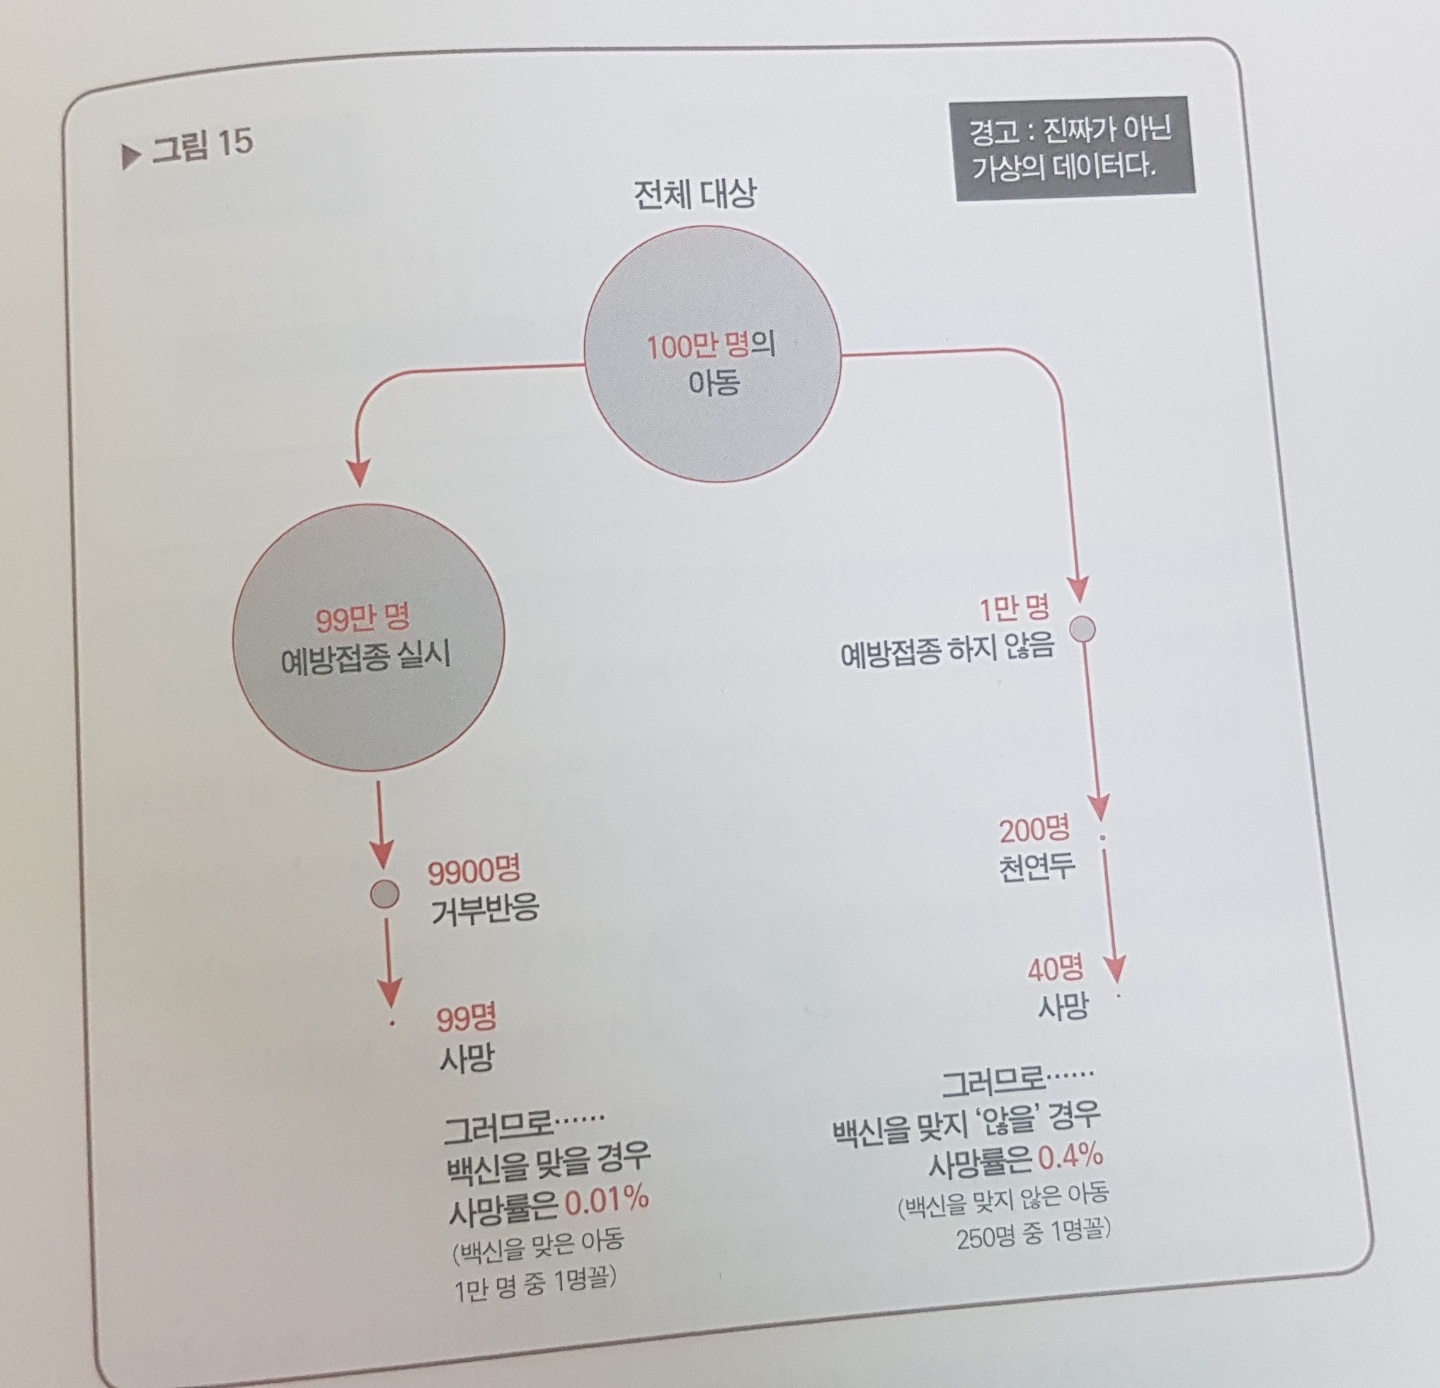 ▶ 그림 15
경고 : 진짜가 아닌
가상의 데이터다.
전체 대상
100만 명의
아동
99만 명
예방접종 실시
9900명
거부반응
99명
사망
그러므로……
백신을 맞을 경우
사망률은 0.01%
(백신을 맞은 아동
1만 명 중 1명꼴)
1만 명
예방접종 하지 않음
200명
천연두
40명
사망
그러므로……
백신을 맞지 ‘않을’ 경우
사망률은 0.4%
(백신을 맞지 않은 아동
250명 중 1명꼴)